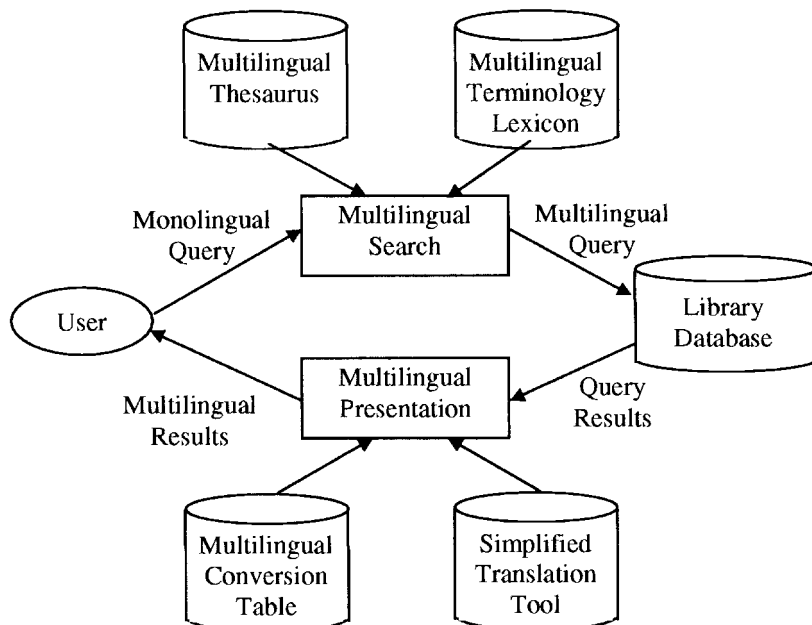 Multilingual
Thesaurus
Multilingual
Terminology
Lexicon
Monolingual
Query
Multilingual
Search
Multilingual
Query
User
Library
Database
Multilingual
Results
Multilingual
Presentation
Query
Results
Multilingual
Conversion
Table
Simplified
Translation
Tool